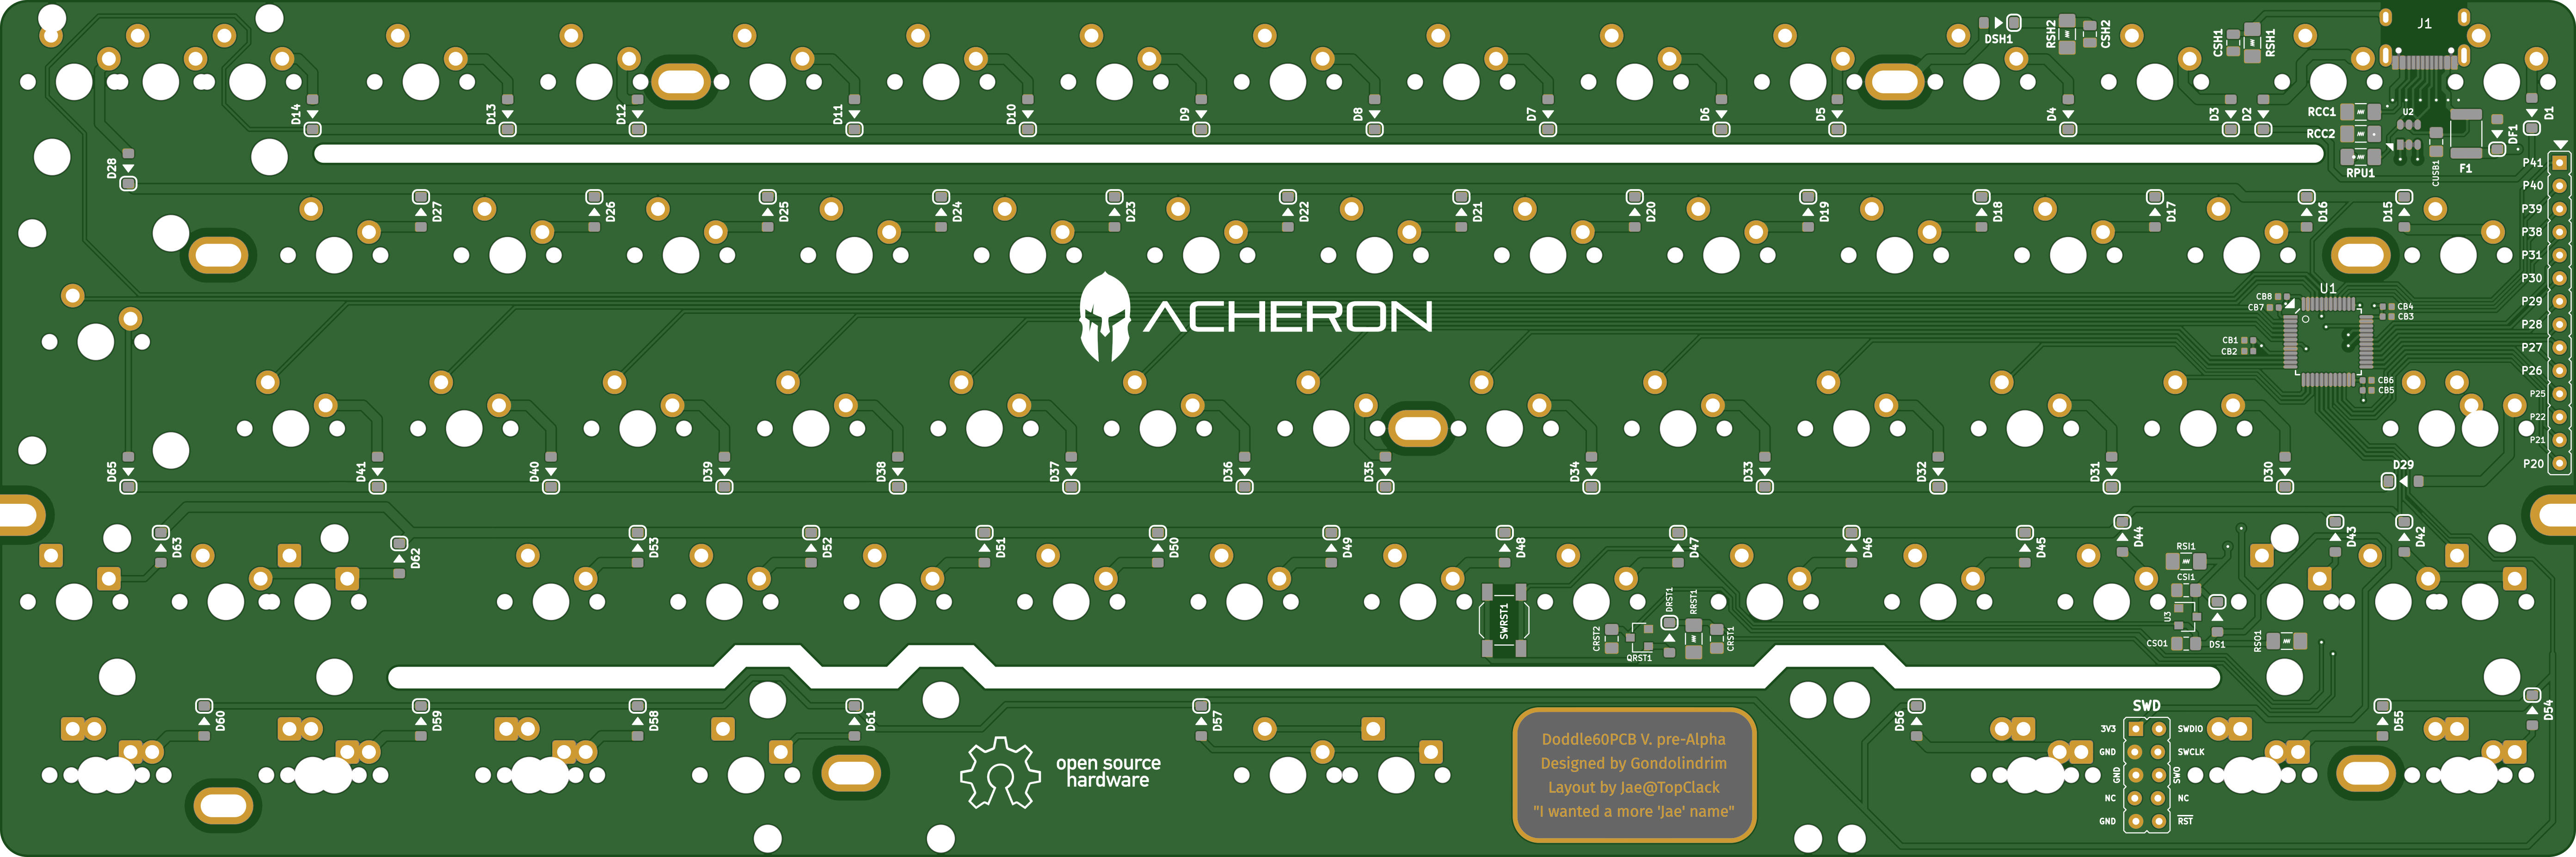 J1
DSH1
RSH2
CSH2
CSH1
RSH1
D14
D13
D12
D11
D10
D9
D8
D7
D6
D5
D4
D3
D2
RCC1
U2
D1
RCC2
DF1
RPU1
CUSB1
F1
D28
P41
P40
P39
P38
P31
P30
P29
P28
P27
P26
P25
P22
P21
P20
D27
D26
D25
D24
D23
D22
D21
D20
D19
D18
D17
D16
D15
ACHERON
U1
CB8
CB7
CB4
CB3
CB1
CB2
CB6
CB5
D65
D41
D40
D39
D38
D37
D36
D35
D34
D33
D32
D31
D30
D29
D63
D62
D53
D52
D51
D50
D49
D48
D47
D46
D45
D44
D43
D42
RSI1
CSI1
U3
CSO1
DS1
RSO1
SWRST1
CRST2
QRST1
DRST1
RRST1
CRST1
D60
D59
D58
D61
D57
D56
D55
D54
open source
hardware
Doddle60PCB V. pre-Alpha
Designed by Gondolindrim
Layout by Jae@TopClack
"I wanted a more 'Jae' name"
SWD
3V3 SWDIO
GND SWCLK
GND SWO
NC NC
GND RST